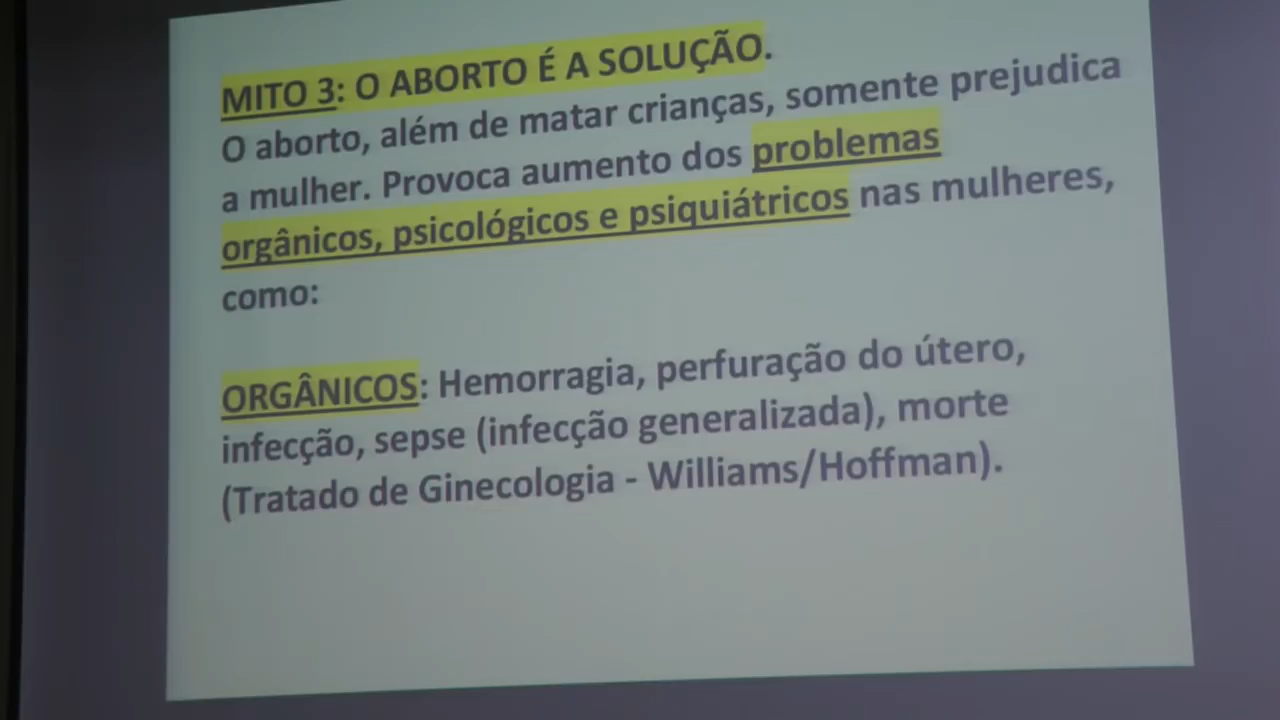 MITO 3: O ABORTO É A SOLUÇÃO.
O aborto, além de matar crianças, somente prejudica
a mulher. Provoca aumento dos problemas
orgânicos, psicológicos e psiquiátricos nas mulheres,
como:
ORGÂNICOS: Hemorragia, perfuração do útero,
infecção, sepse (infecção generalizada), morte
(Tratado de Ginecologia - Williams/Hoffman).